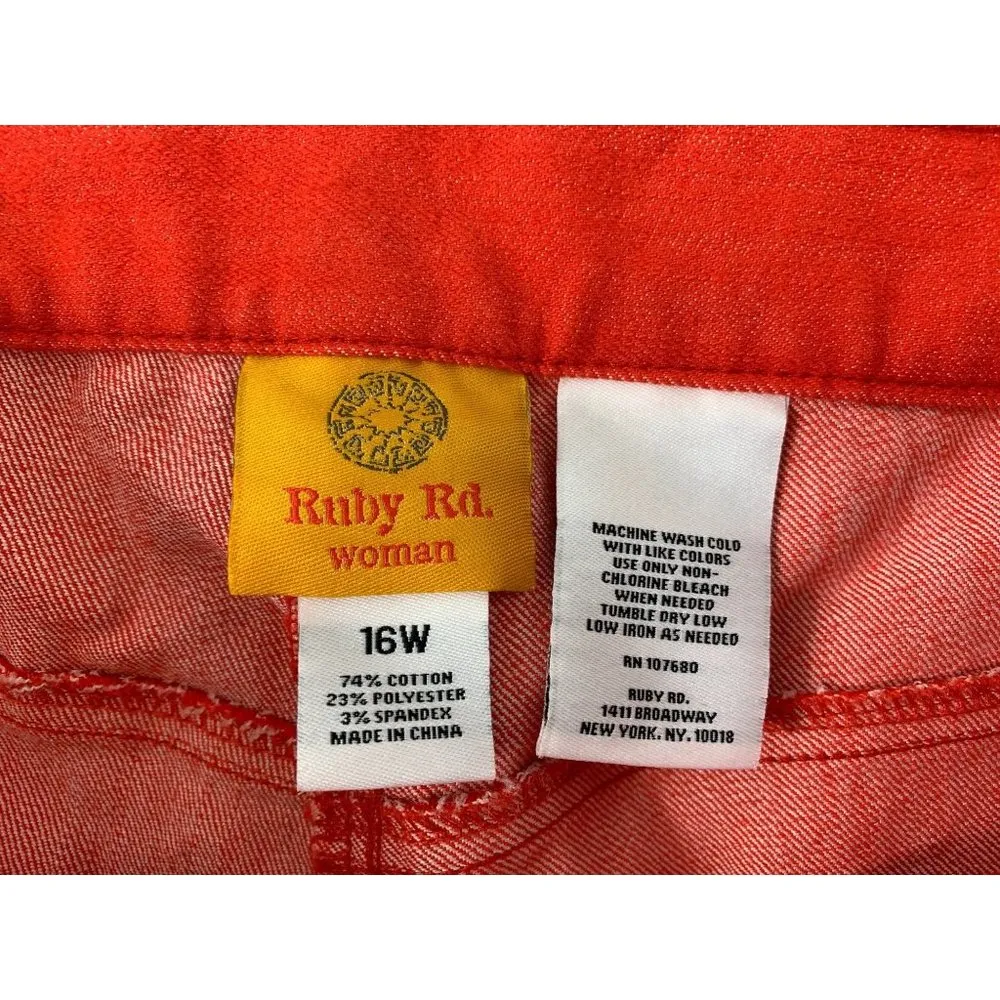 Ruby Rd.
woman
16W
74% COTTON
23% POLYESTER
3% SPANDEX
MADE IN CHINA
MACHINE WASH COLD
WITH LIKE COLORS
USE ONLY NON-
CHLORINE BLEACH
WHEN NEEDED
TUMBLE DRY LOW
LOW IRON AS NEEDED
RN 107680
RUBY RD.
1411 BROADWAY
NEW YORK. NY. 10018